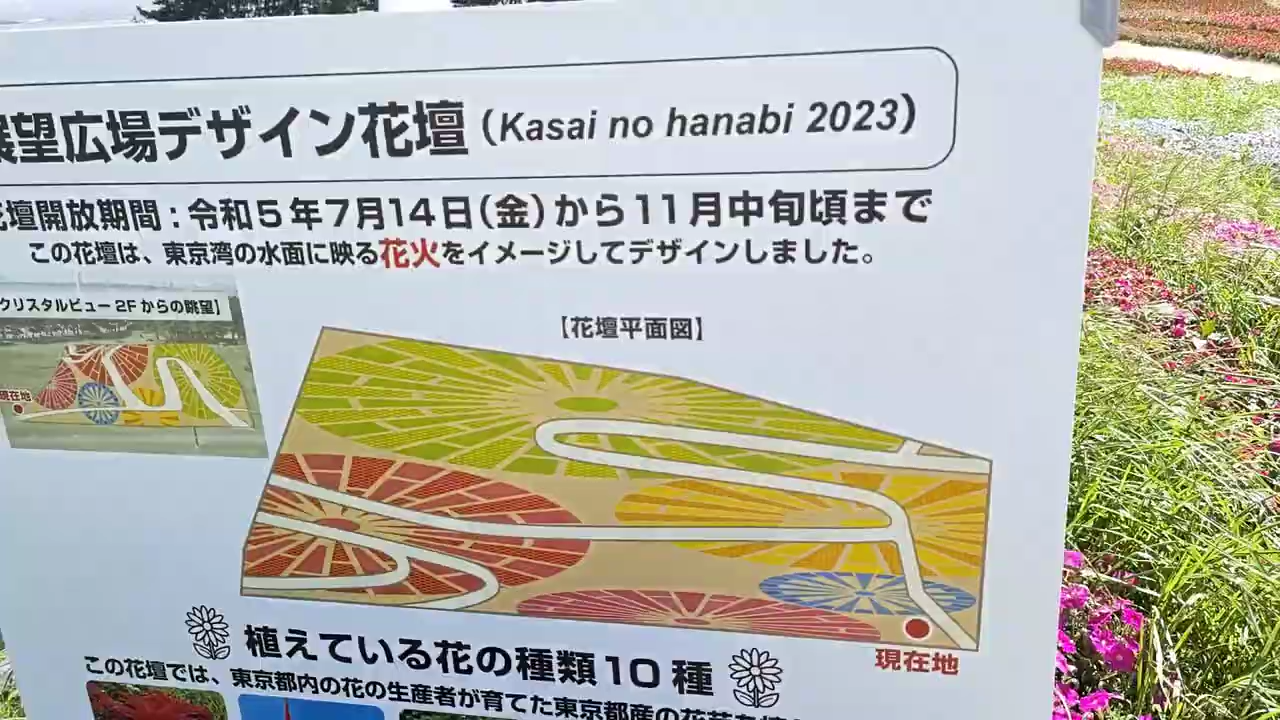 展望広場デザイン花壇（Kasai no hanabi 2023）
花壇開放期間：令和５年7月14日（金）から11月中旬頃まで
この花壇は、東京湾の水面に映る花火をイメージしてデザインしました。
クリスタルビュー 2F からの眺望】
【花壇平面図】
現在地
現在地
植えている花の種類10種
この花壇では、東京都内の花の生産者が育てた東京都産の花苗を